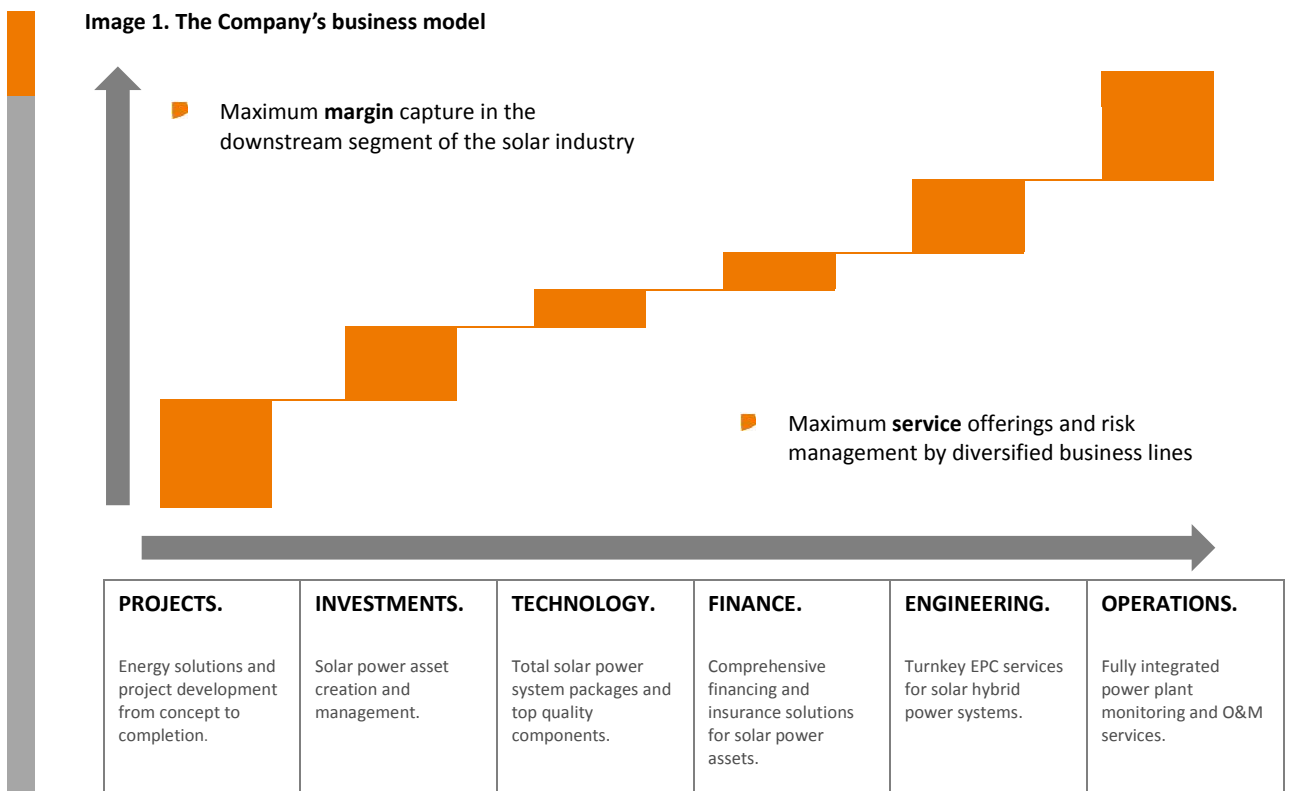 Image 1. The Company’s business model
Maximum margin capture in the
downstream segment of the solar industry
Maximum service offerings and risk
management by diversified business lines
PROJECTS.
Energy solutions and
project development
from concept to
completion.
INVESTMENTS.
Solar power asset
creation and
management.
TECHNOLOGY.
Total solar power
system packages and
top quality
components.
FINANCE.
Comprehensive
financing and
insurance solutions
for solar power
assets.
ENGINEERING.
Turnkey EPC services
for solar hybrid
power systems.
OPERATIONS.
Fully integrated
power plant
monitoring and O&M
services.